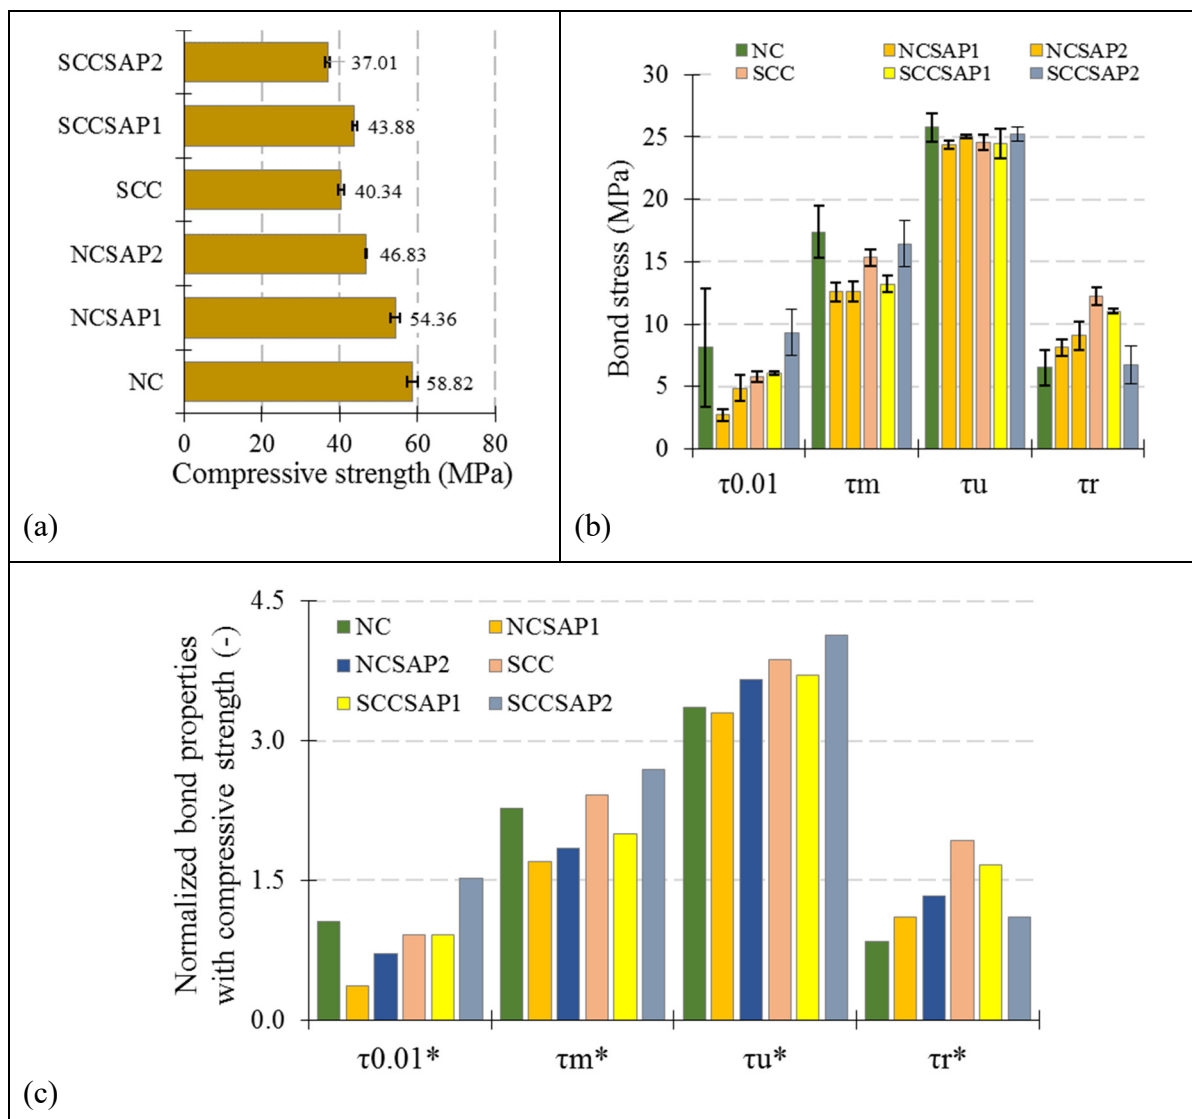 SCCSAP2
37.01
SCCSAP1
43.88
SCC
40.34
NCSAP2
46.83
NCSAP1
54.36
NC
58.82
0 20 40 60 80
Compressive strength (MPa)
(a)
NC NCSAP1 NCSAP2
SCC SCCSAP1 SCCSAP2
30
25
20
15
10
5
0
Bond stress (MPa)
τ0.01 τm τu τr
(b)
4.5
3.0
1.5
0.0
Normalized bond properties
with compressive strength (-)
NC NCSAP1
NCSAP2 SCC
SCCSAP1 SCCSAP2
τ0.01* τm* τu* τr*
(c)